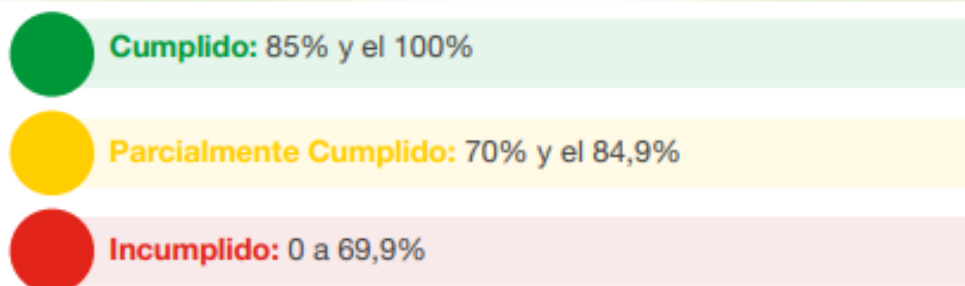 Cumplido: 85% y el 100%
Parcialmente Cumplido: 70% y el 84,9%
Incumplido: 0 a 69,9%